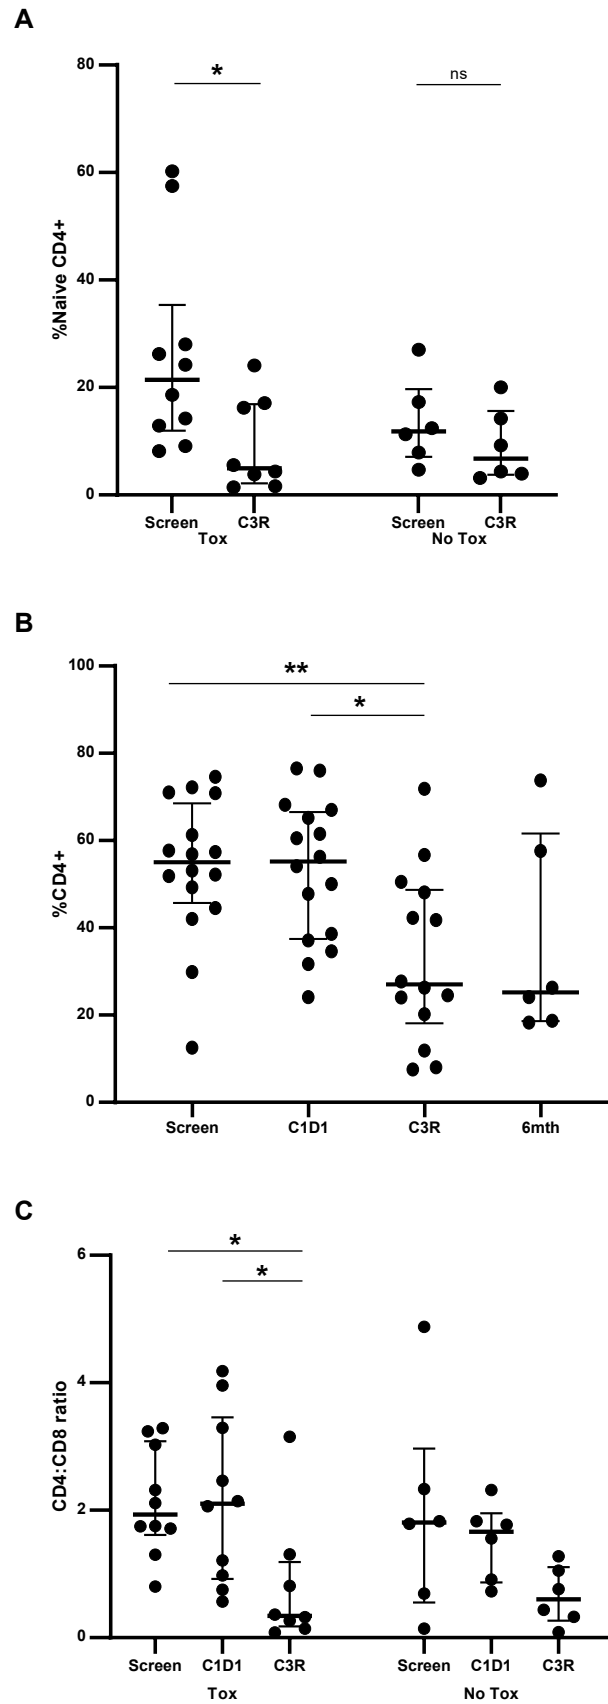 A
80
60
40
20
0
%Naive CD4+
*
ns
Screen C3R Screen C3R
Tox No Tox
B
100
80
60
40
20
0
%CD4+
**
*
Screen C1D1 C3R 6mth
C
6
4
2
0
CD4:CD8 ratio
*
*
Screen C1D1 C3R Screen C1D1 C3R
Tox No Tox